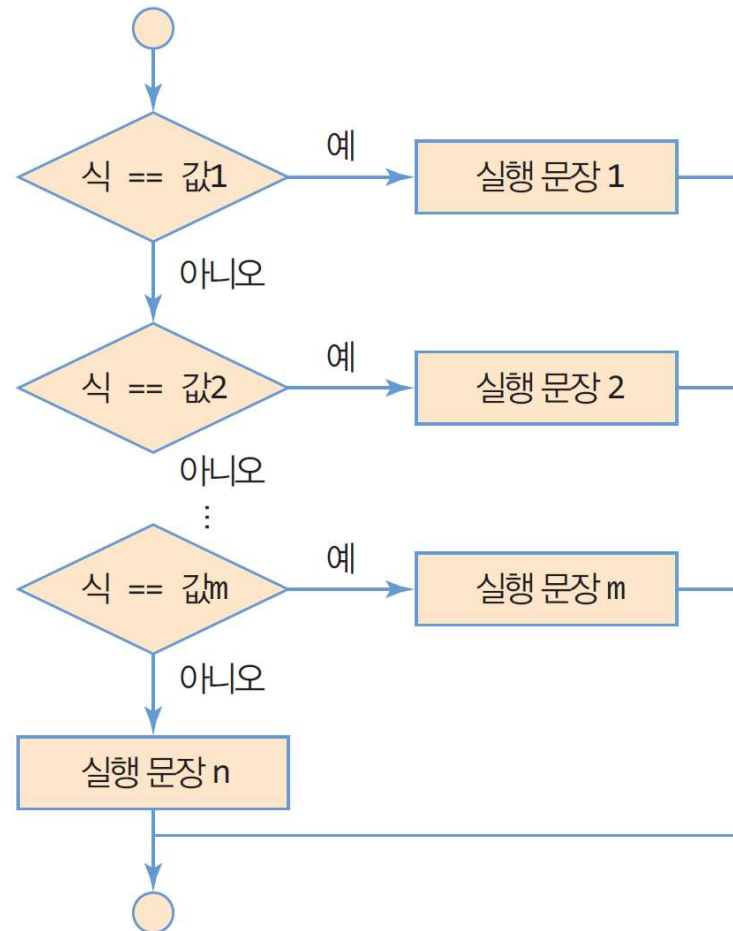 예
식 == 값1
실행 문장 1
아니오
예
식 == 값2
실행 문장 2
아니오
⋮
예
식 == 값m
실행 문장 m
아니오
실행 문장 n